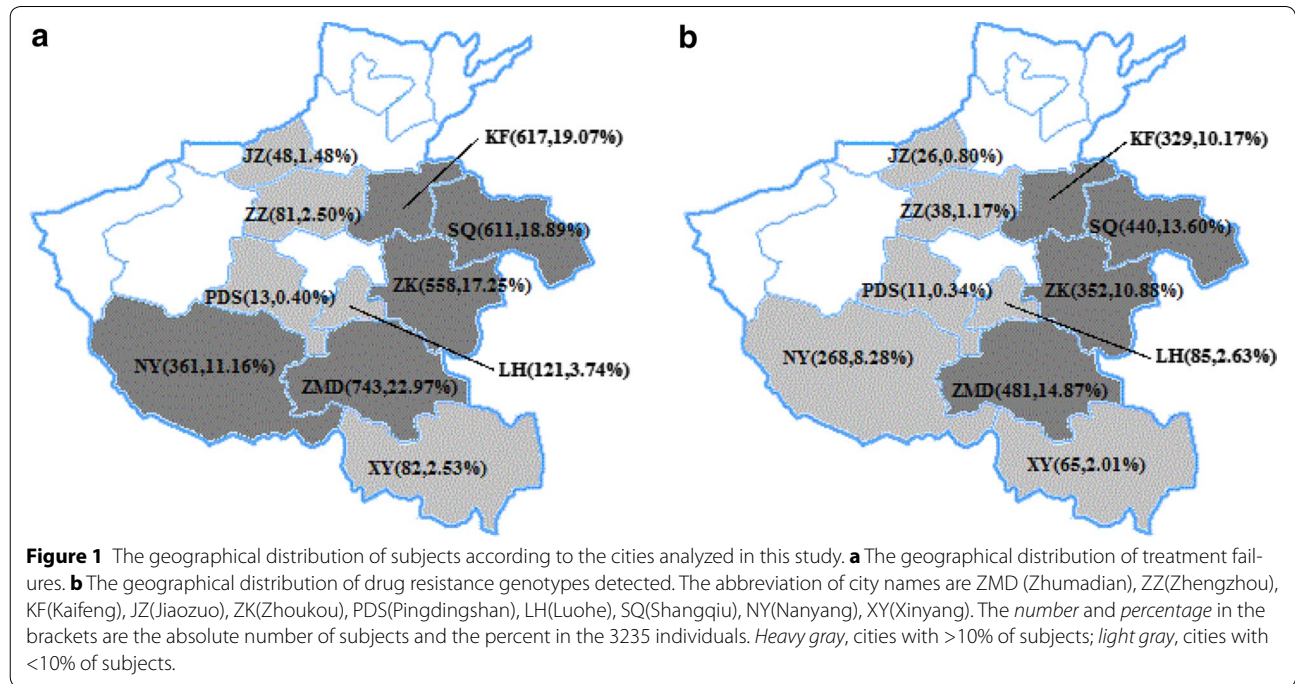 a
KF(617,19.07%)
JZ(48,1.48%)
ZZ(81,2.50%)
SQ(611,18.89%)
PDS(13,0.40%)
ZK(558,17.25%)
NY(361,11.16%)
LH(121,3.74%)
ZMD(743,22.97%)
XY(82,2.53%)
b
KF(329,10.17%)
JZ(26,0.80%)
ZZ(38,1.17%)
SQ(440,13.60%)
PDS(11,0.34%)
ZK(352,10.88%)
NY(268,8.28%)
LH(85,2.63%)
ZMD(481,14.87%)
XY(65,2.01%)
Figure 1 The geographical distribution of subjects according to the cities analyzed in this study. a The geographical distribution of treatment fail-
ures. b The geographical distribution of drug resistance genotypes detected. The abbreviation of city names are ZMD (Zhumadian), ZZ(Zhengzhou),
KF(Kaifeng), JZ(Jiaozuo), ZK(Zhoukou), PDS(Pingdingshan), LH(Luohe), SQ(Shangqiu), NY(Nanyang), XY(Xinyang). The number and percentage in the
brackets are the absolute number of subjects and the percent in the 3235 individuals. Heavy gray, cities with >10% of subjects; light gray, cities with
<10% of subjects.